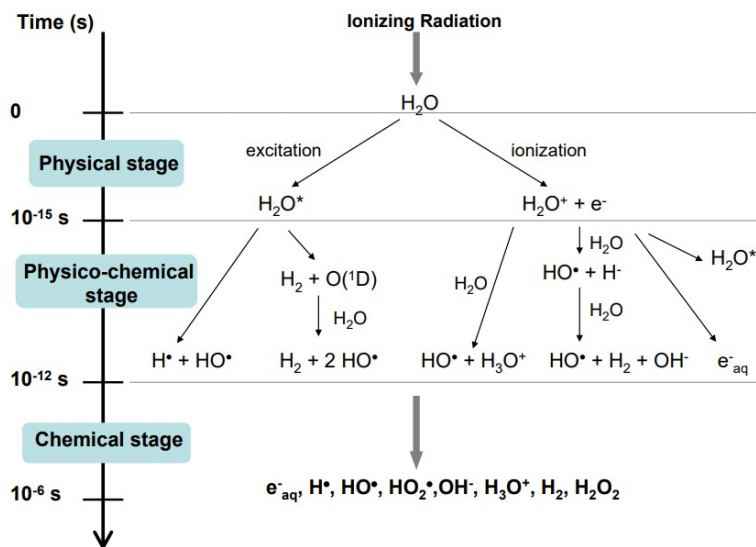 Time (s)
Ionizing Radiation
0
H₂O
Physical stage
excitation
ionization
10⁻¹⁵ s
H₂O*
H₂O⁺ + e⁻
Physico-chemical
stage
H₂ + O(¹D)
H₂O
H₂O
H₂O
HO• + H⁻
H₂O
H₂O*
H• + HO•
H₂ + 2 HO•
HO• + H₃O⁺
HO• + H₂ + OH⁻
e⁻aq
10⁻¹² s
Chemical stage
10⁻⁶ s
e⁻aq, H•, HO•, HO₂•,OH⁻, H₃O⁺, H₂, H₂O₂